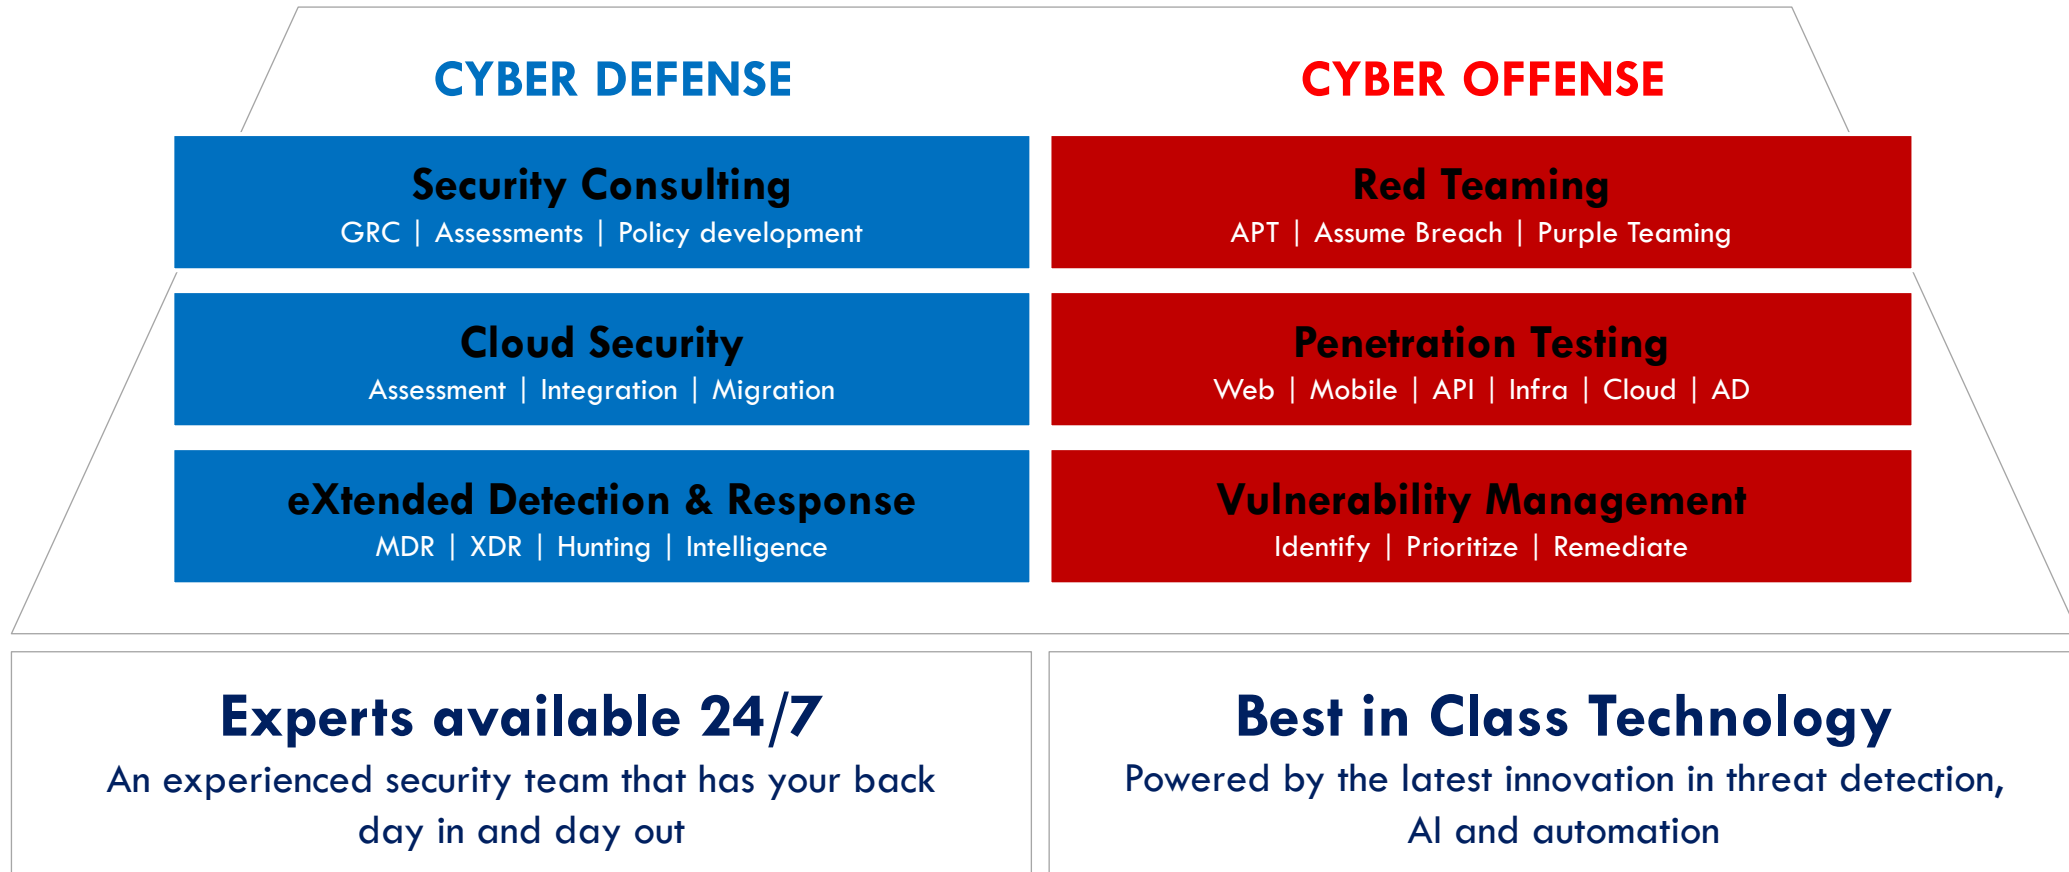 CYBER DEFENSE
Security Consulting
GRC | Assessments | Policy development
Cloud Security
Assessment | Integration | Migration
eXtended Detection & Response
MDR | XDR | Hunting | Intelligence
CYBER OFFENSE
Red Teaming
APT | Assume Breach | Purple Teaming
Penetration Testing
Web | Mobile | API | Infra | Cloud | AD
Vulnerability Management
Identify | Prioritize | Remediate
Experts available 24/7
An experienced security team that has your back
day in and day out
Best in Class Technology
Powered by the latest innovation in threat detection,
AI and automation